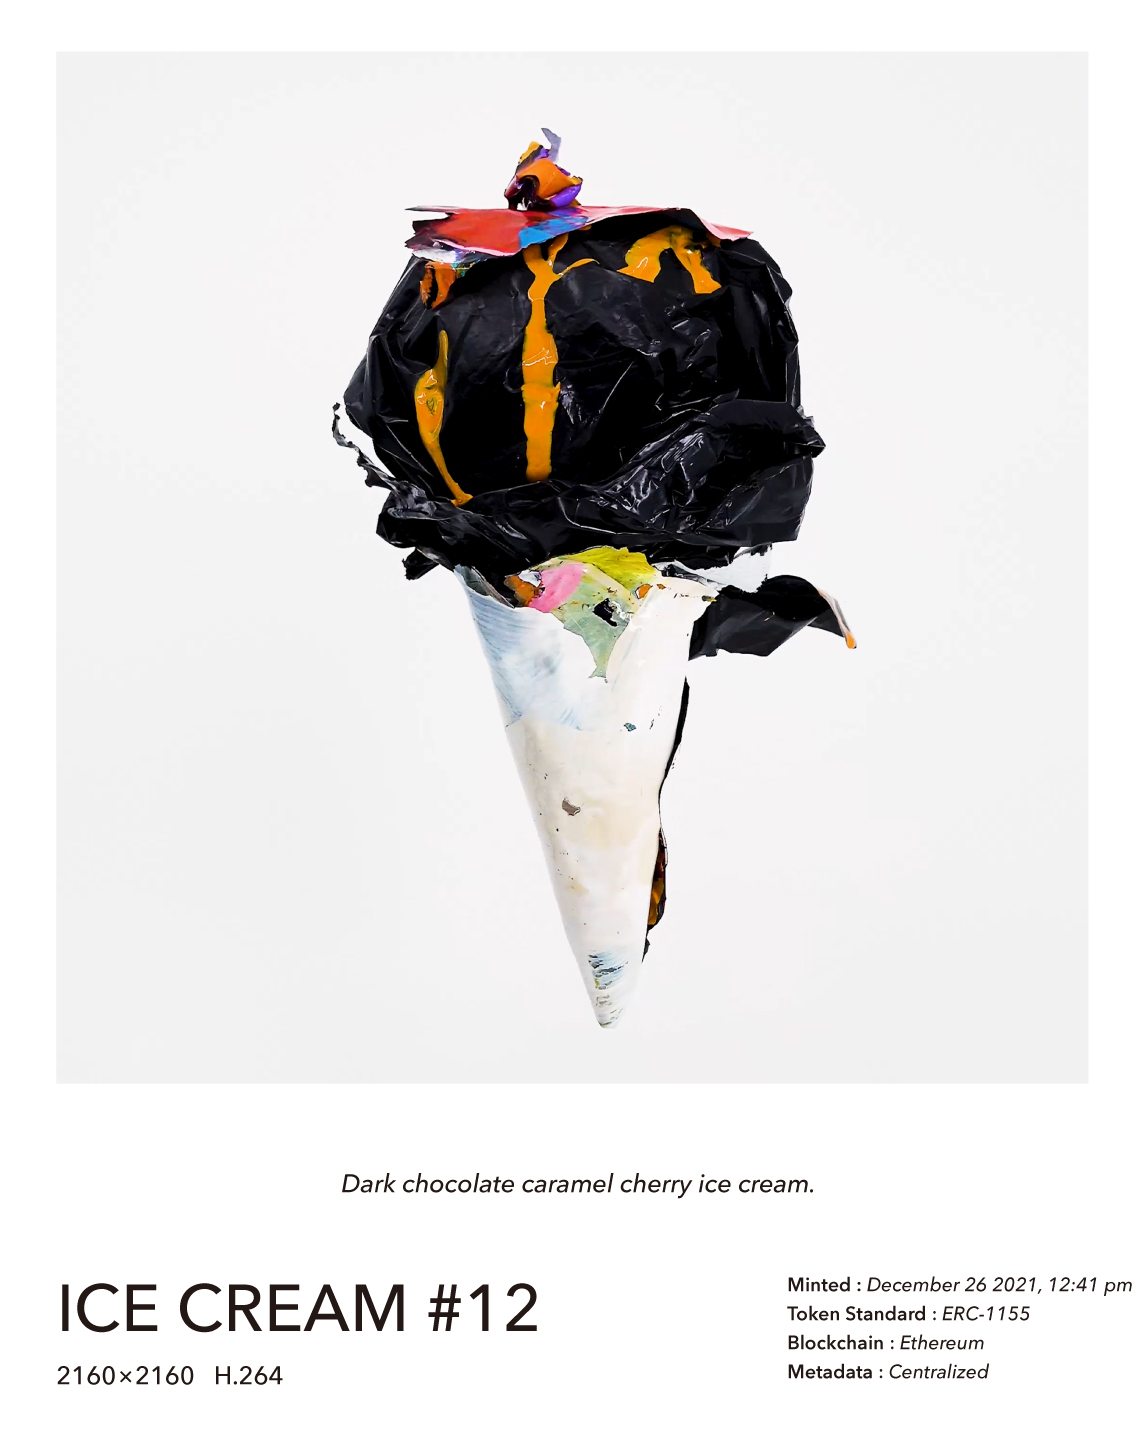 Dark chocolate caramel cherry ice cream.
ICE CREAM #12
2160×2160 H.264
Minted : December 26 2021, 12:41 pm
Token Standard : ERC-1155
Blockchain : Ethereum
Metadata : Centralized